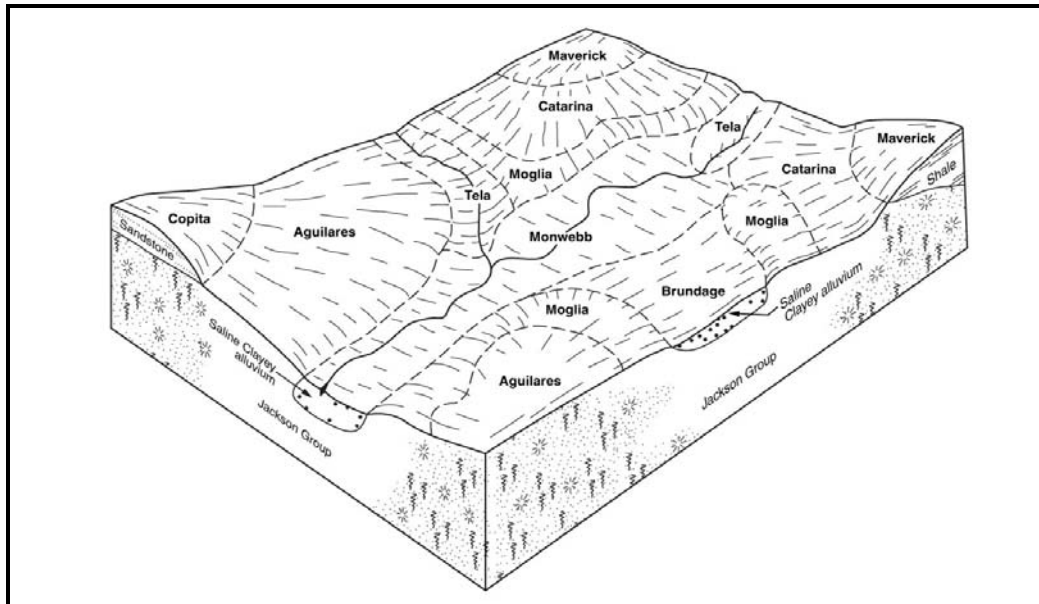 Maverick
Catarina
Tela
Maverick
Catarina
Shale
Moglia
Tela
Copita
Sandstone
Aguilares
Monwebb
Moglia
Brundage
Saline
Clayey alluvium
Moglia
Saline Clayey
alluvium
Aguilares
Jackson Group
Jackson Group